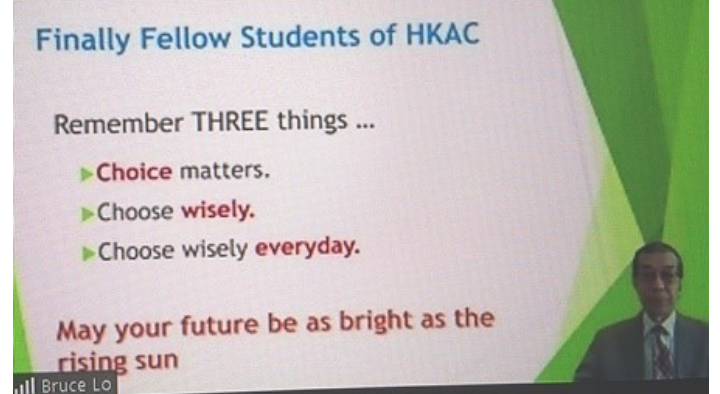 Finally Fellow Students of HKAC
Remember THREE things ...
Choice matters.
Choose wisely.
Choose wisely everyday.
May your future be as bright as the
rising sun
Bruce Lo